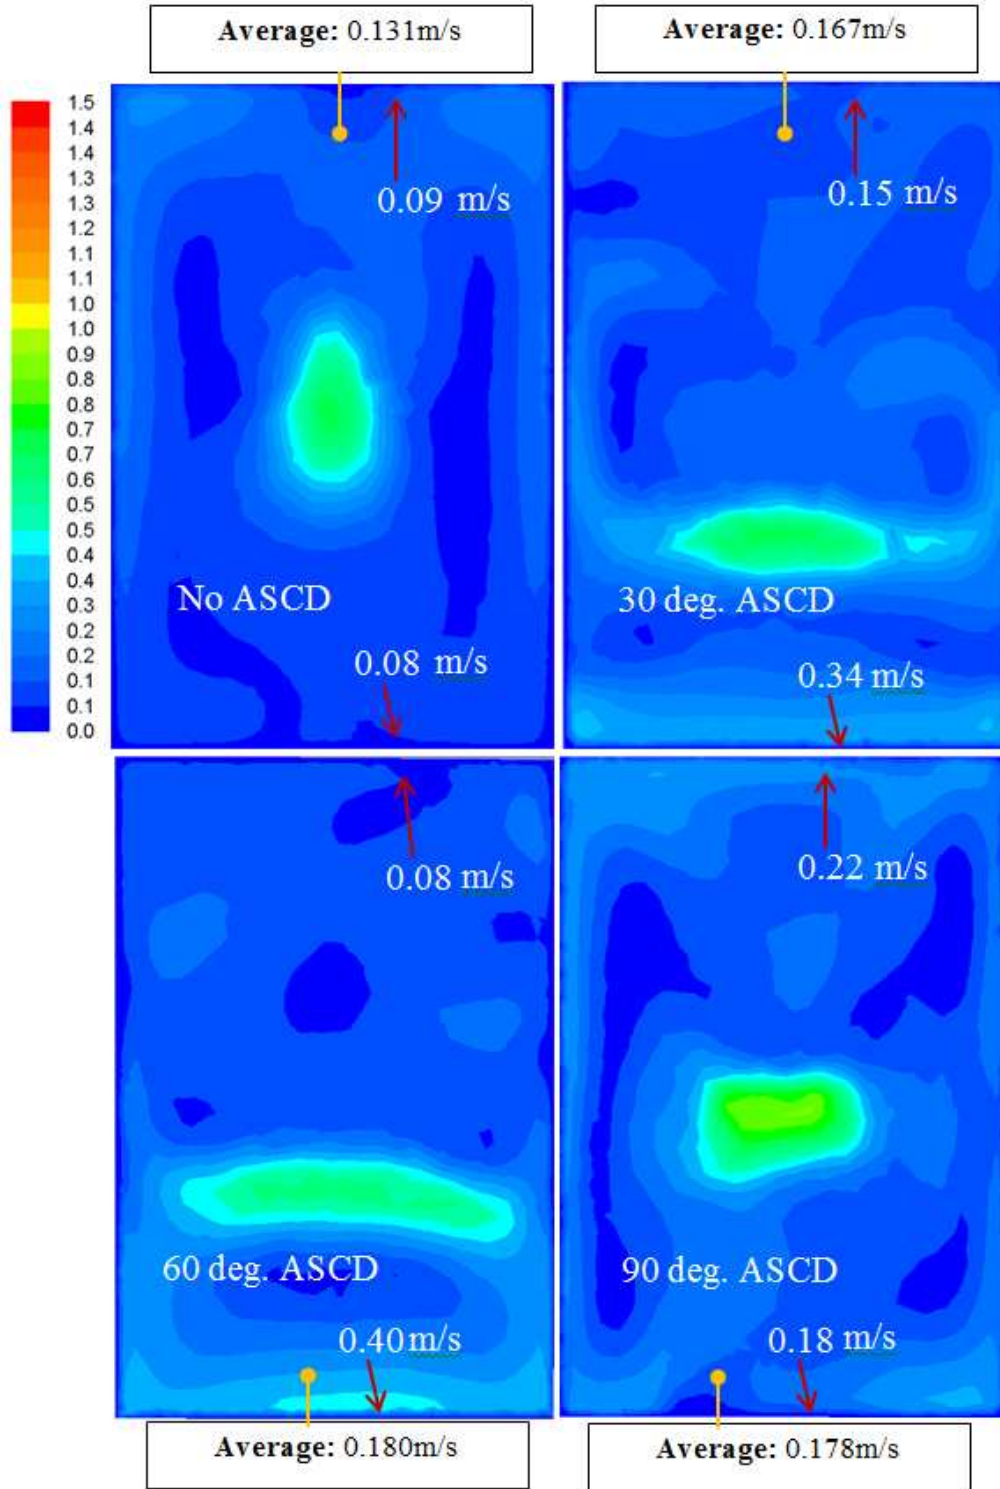 Average: 0.131m/s
Average: 0.167m/s
1.5
1.4
1.4
1.3
1.3
1.2
1.1
1.1
1.0
1.0
0.9
0.8
0.8
0.7
0.6
0.5
0.4
0.4
0.3
0.2
0.2
0.1
0.1
0.0
0.09 m/s
No ASCD
0.08 m/s
0.15 m/s
30 deg. ASCD
0.34 m/s
0.08 m/s
60 deg. ASCD
0.40m/s
0.22 m/s
90 deg. ASCD
0.18 m/s
Average: 0.180m/s
Average: 0.178m/s